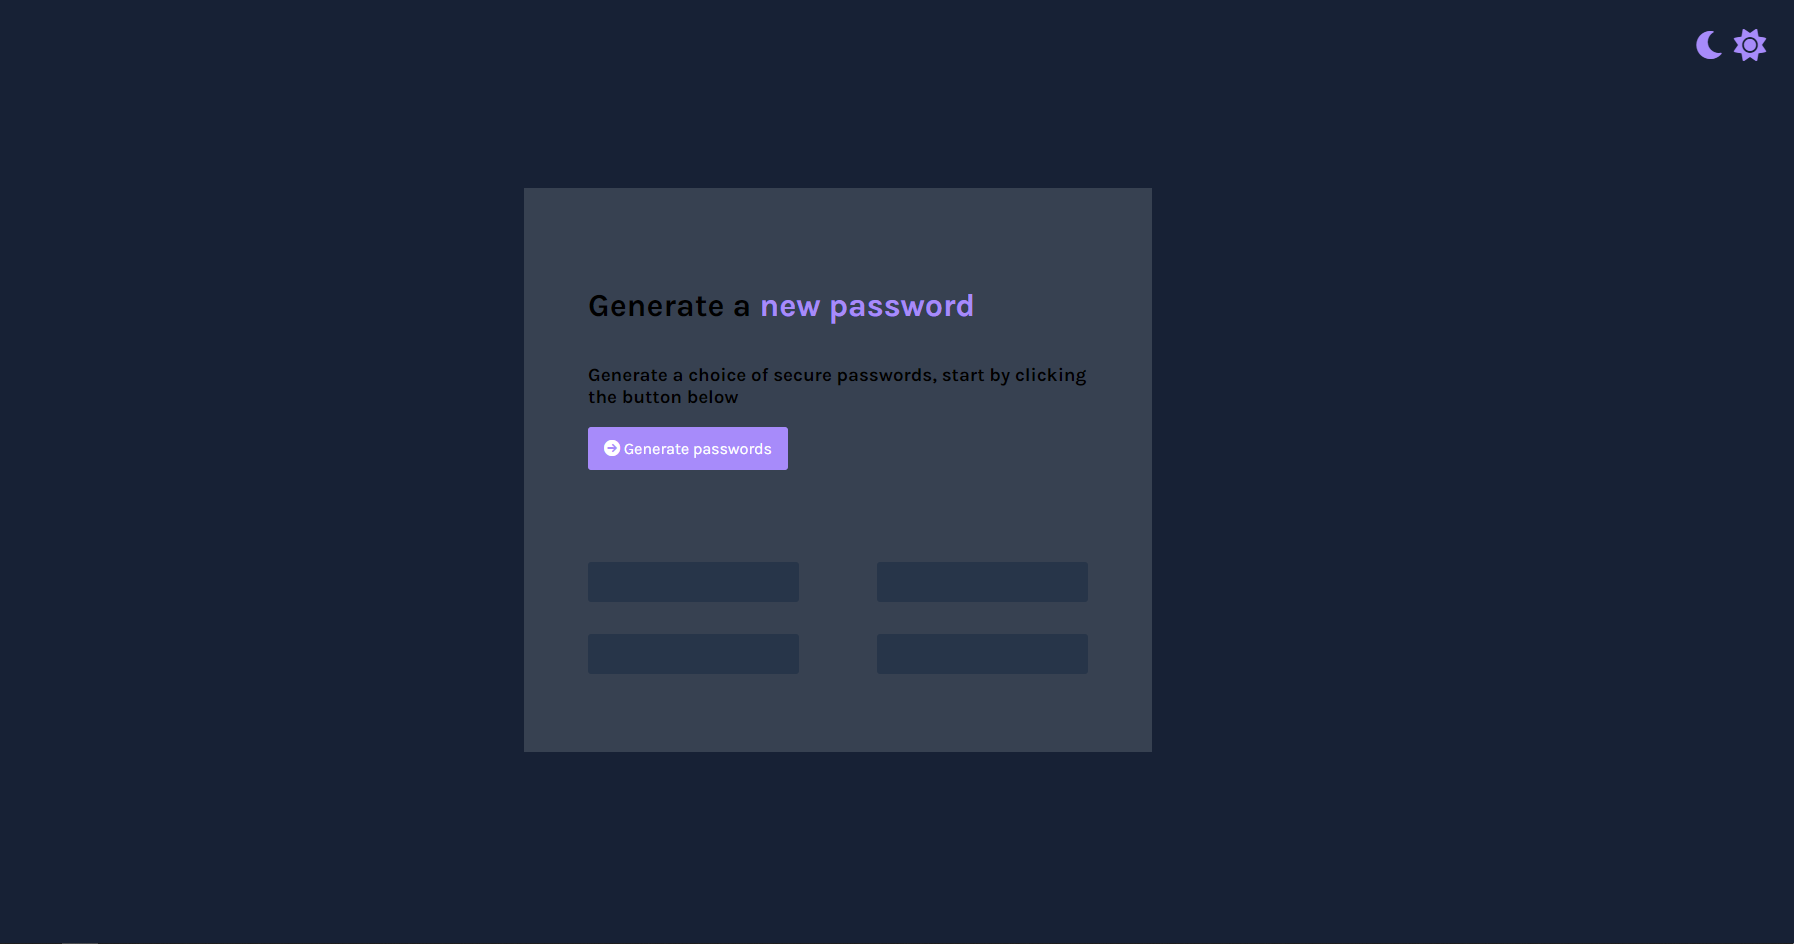 Generate a new password
Generate a choice of secure passwords, start by clicking
the button below
Generate passwords